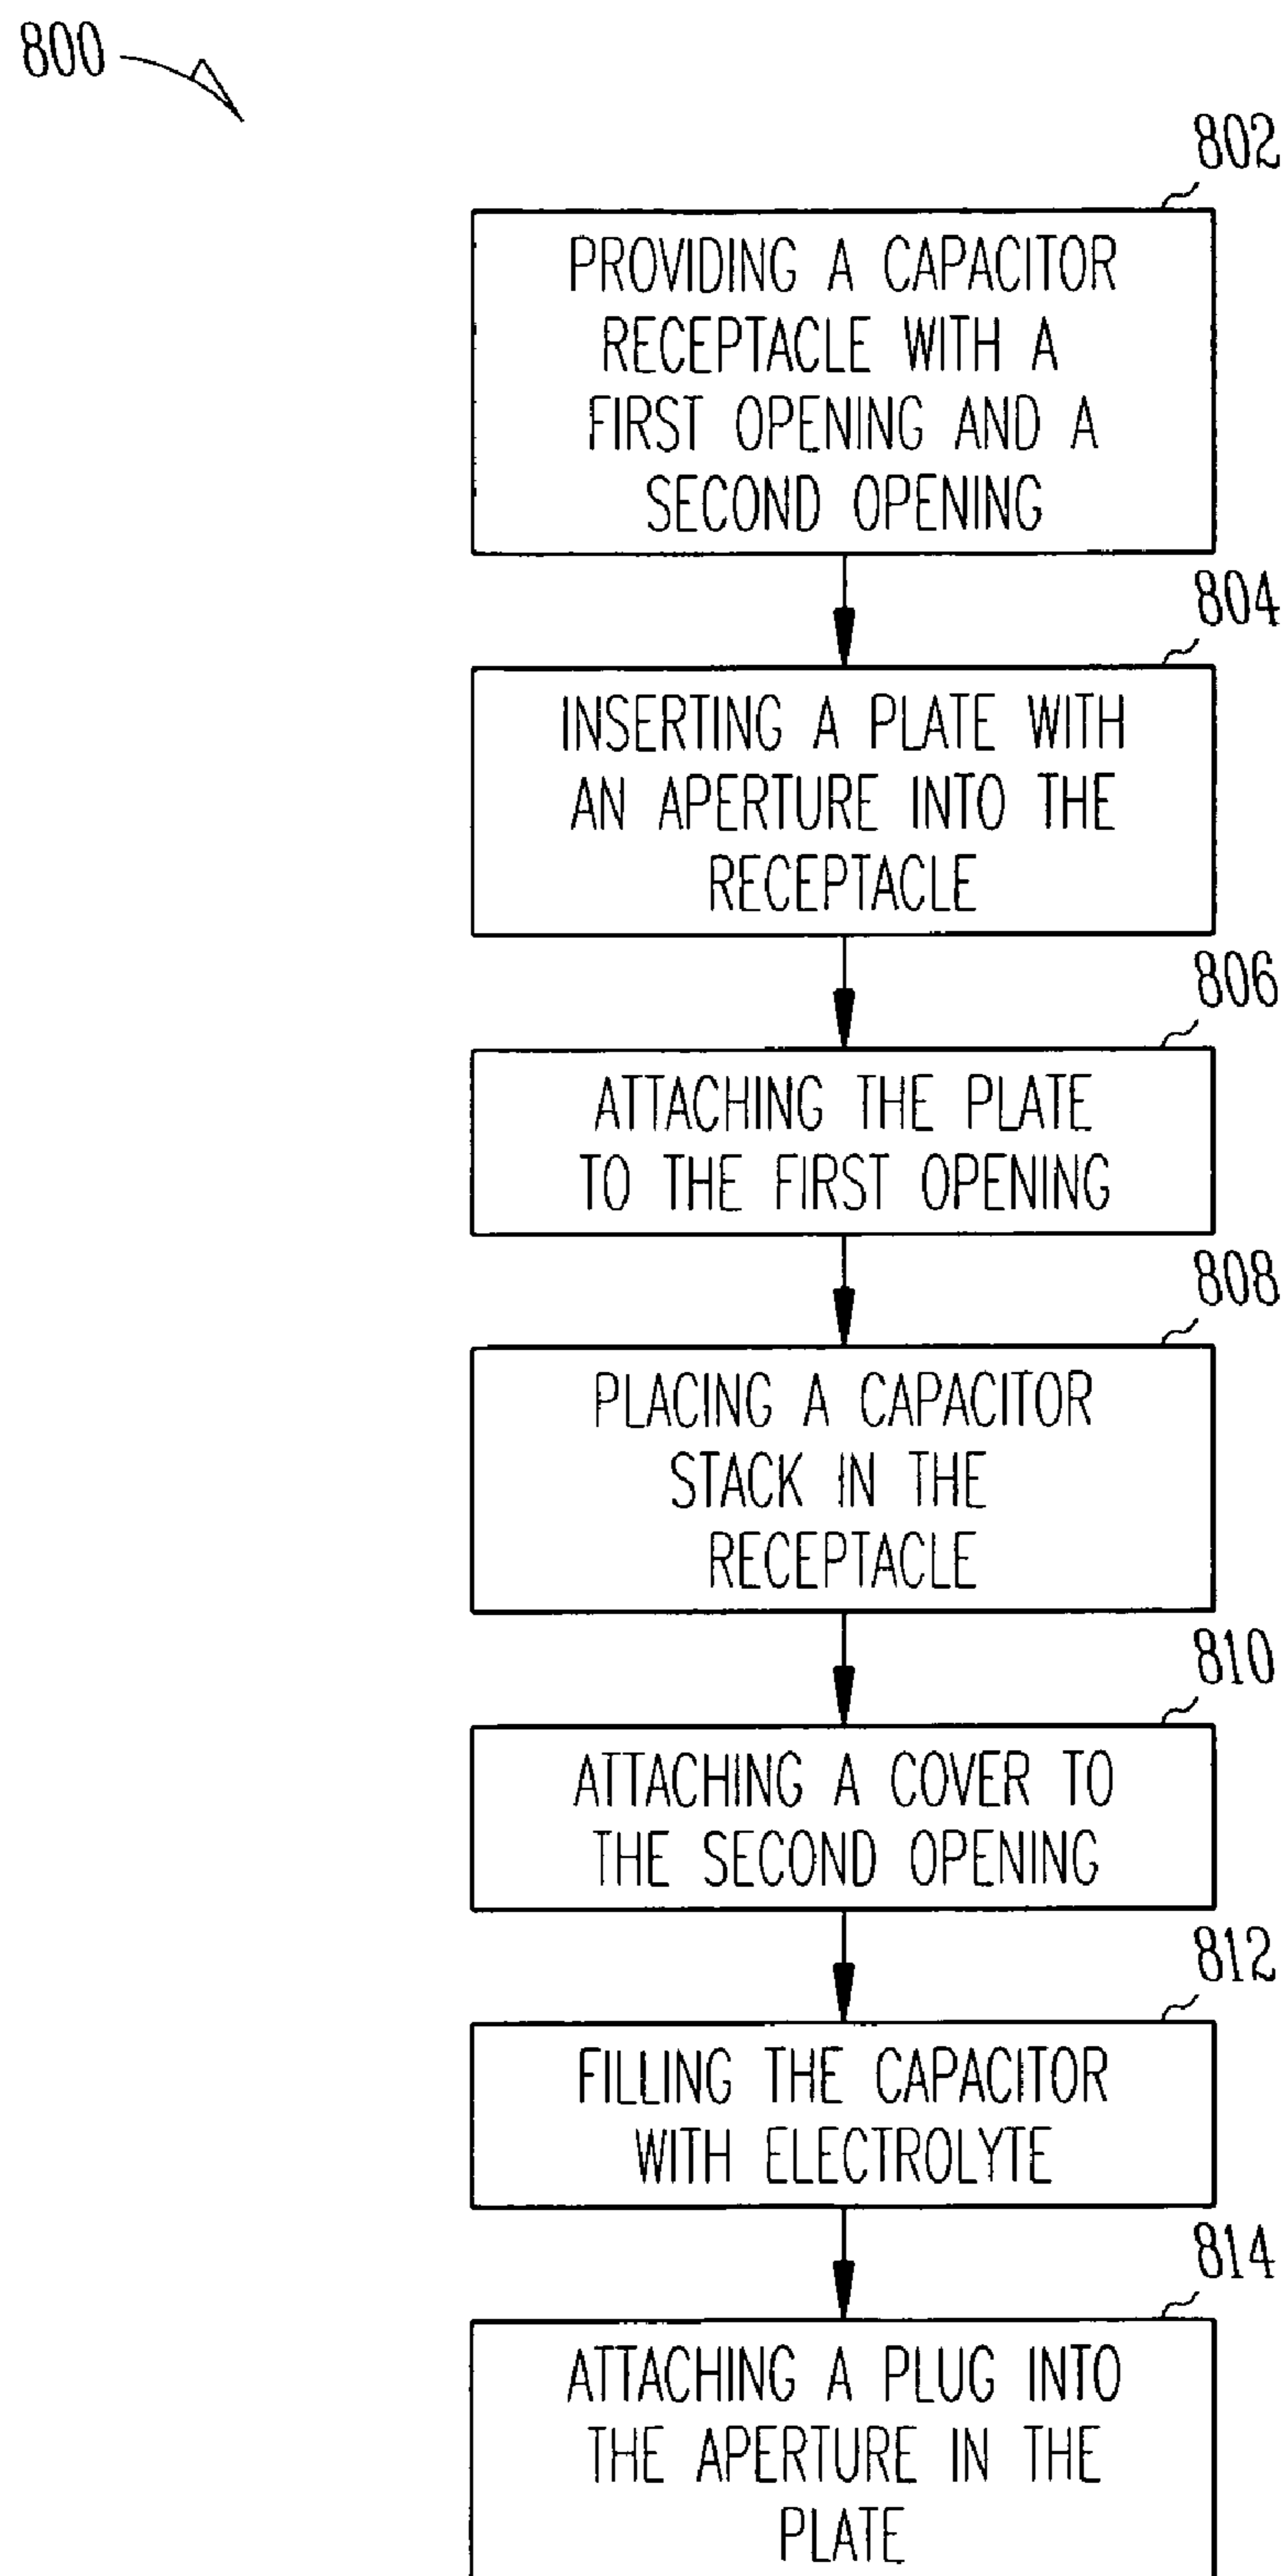 800
802
PROVIDING A CAPACITOR
RECEPTACLE WITH A
FIRST OPENING AND A
SECOND OPENING
804
INSERTING A PLATE WITH
AN APERTURE INTO THE
RECEPTACLE
806
ATTACHING THE PLATE
TO THE FIRST OPENING
808
PLACING A CAPACITOR
STACK IN THE
RECEPTACLE
810
ATTACHING A COVER TO
THE SECOND OPENING
812
FILLING THE CAPACITOR
WITH ELECTROLYTE
814
ATTACHING A PLUG INTO
THE APERTURE IN THE
PLATE